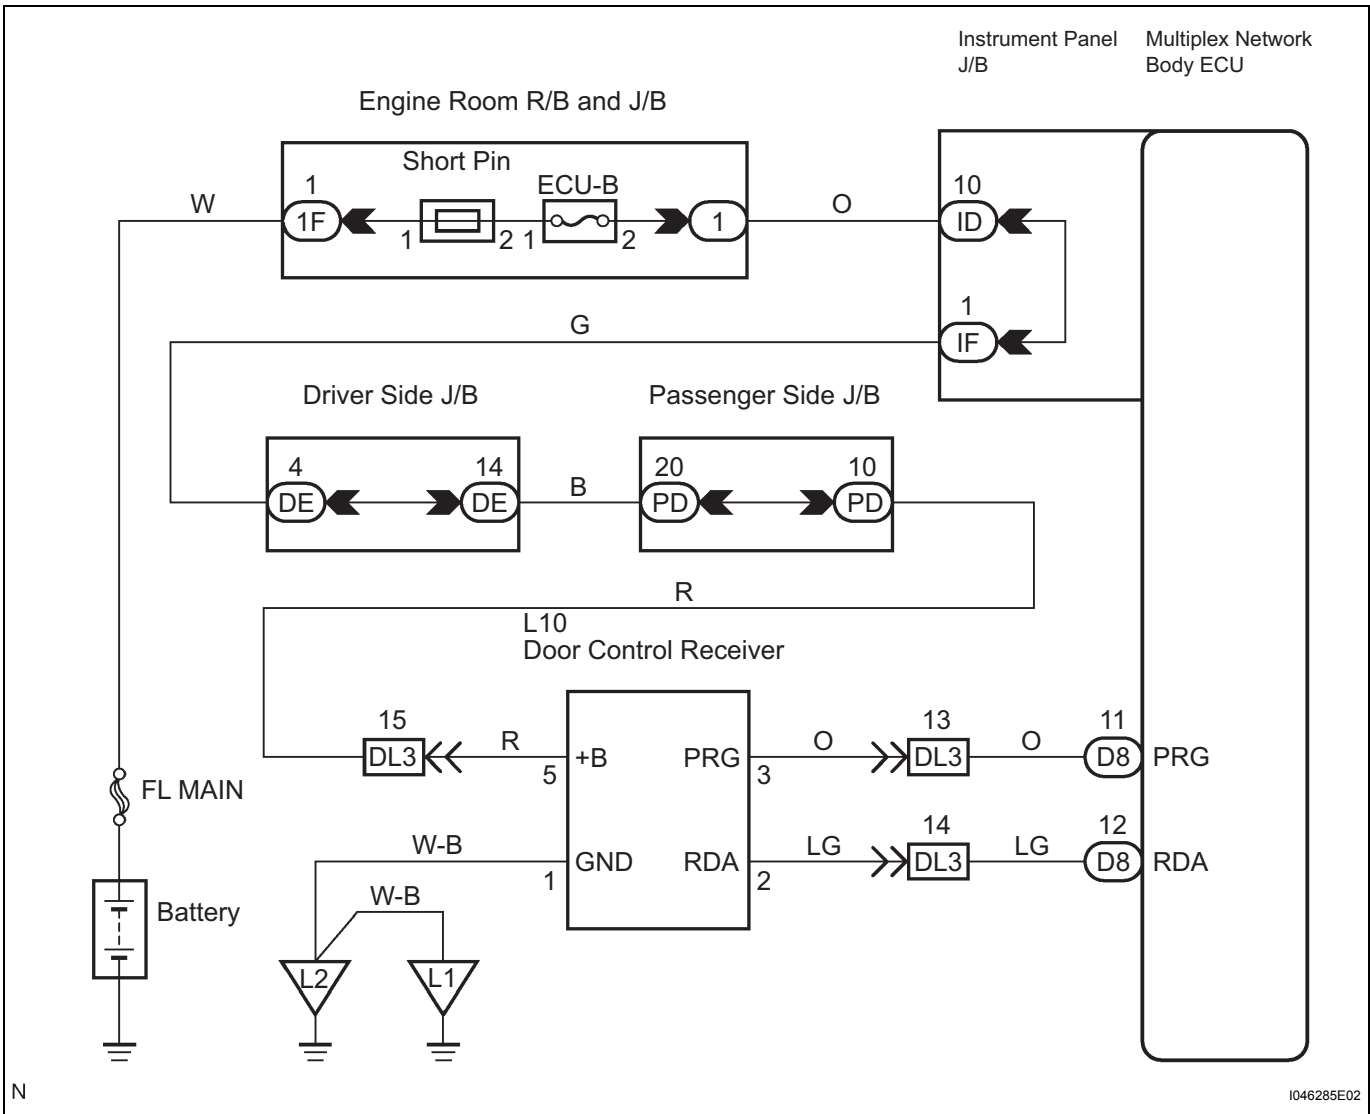 Instrument Panel J/B
Multiplex Network Body ECU
Engine Room R/B and J/B
Short Pin
ECU-B
1
10
W
1F
1
2
1
2
1
O
ID
1
G
IF
Driver Side J/B
Passenger Side J/B
4
14
20
10
DE
DE
B
PD
PD
R
L10
Door Control Receiver
15
13
11
DL3
R
5
+B
PRG
3
O
DL3
O
D8
PRG
FL MAIN
14
12
W-B
1
GND
RDA
2
LG
DL3
LG
D8
RDA
W-B
Battery
L2
L1
N
I046285E02